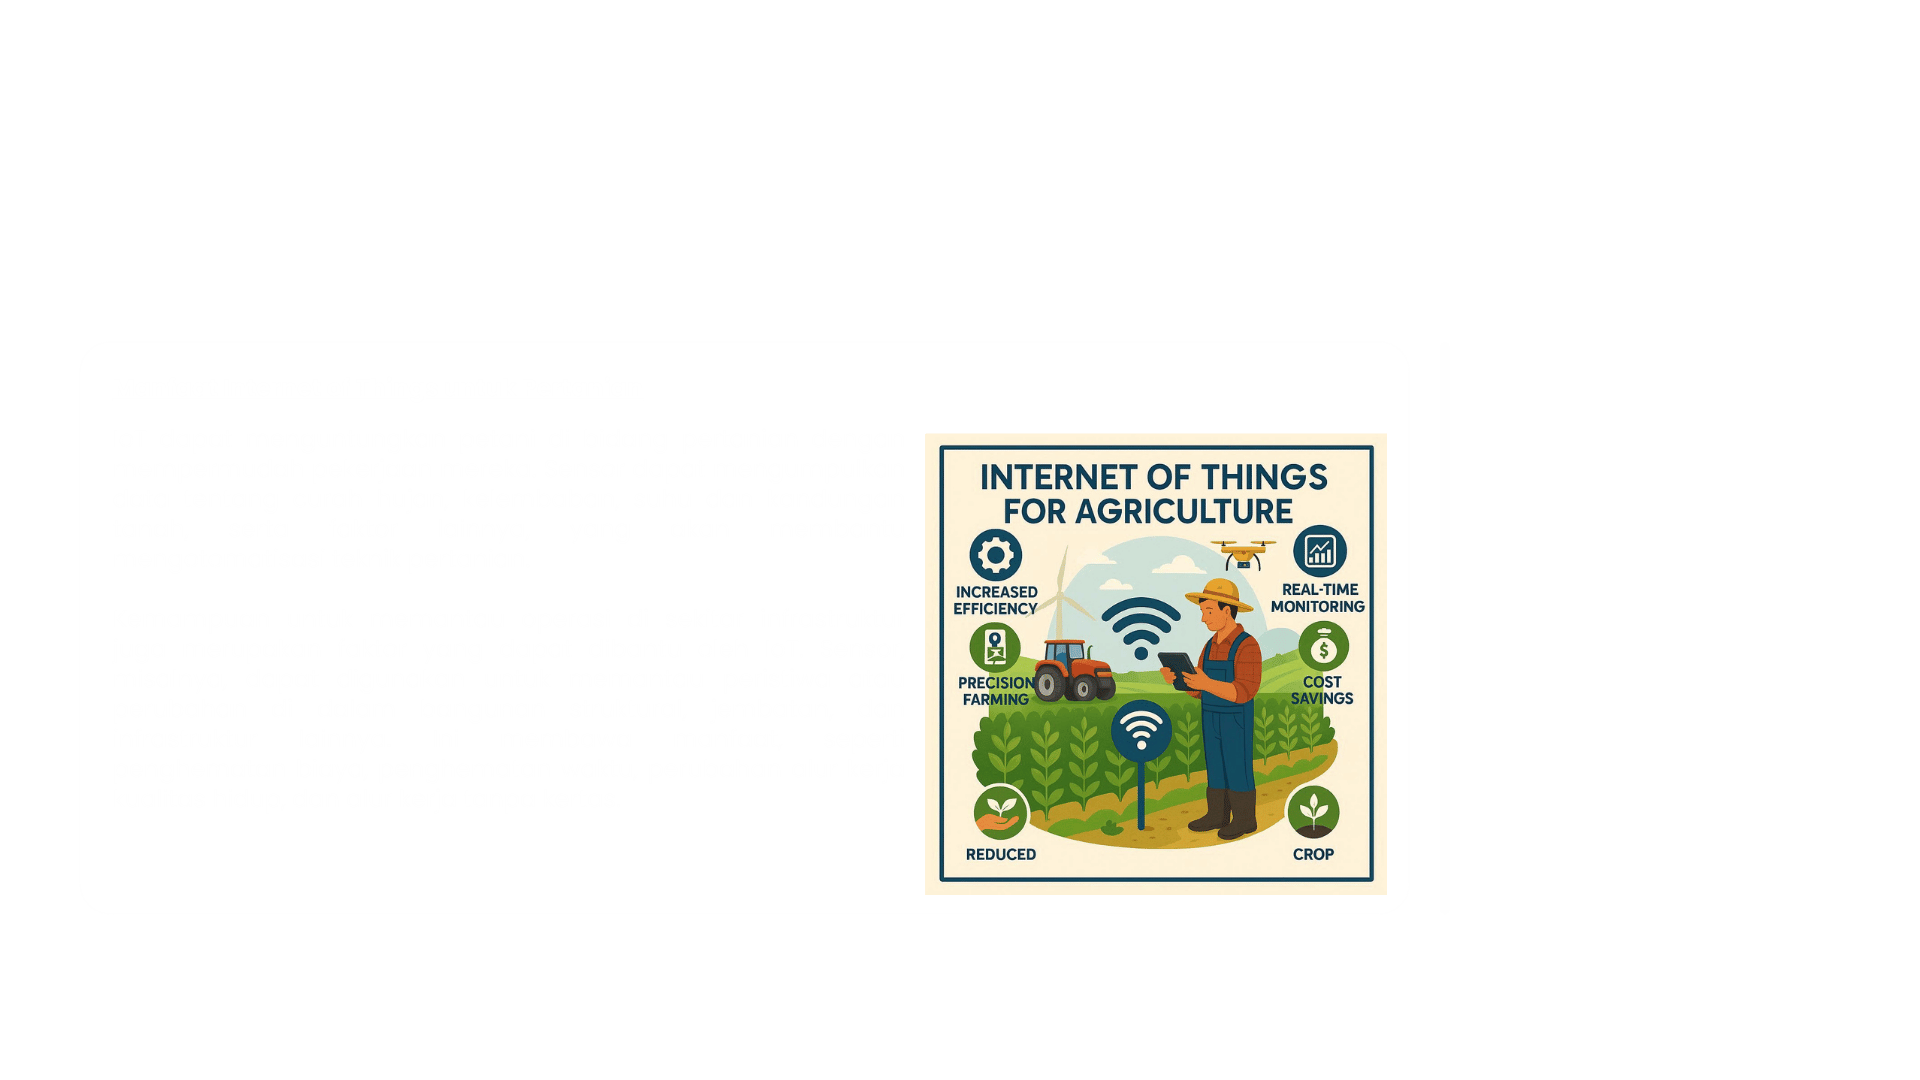 INTERNET OF THINGS
FOR AGRICULTURE
INCREASED
EFFICIENCY
REAL-TIME
MONITORING
PRECISION
FARMING
COST
SAVINGS
$
REDUCED
CROP